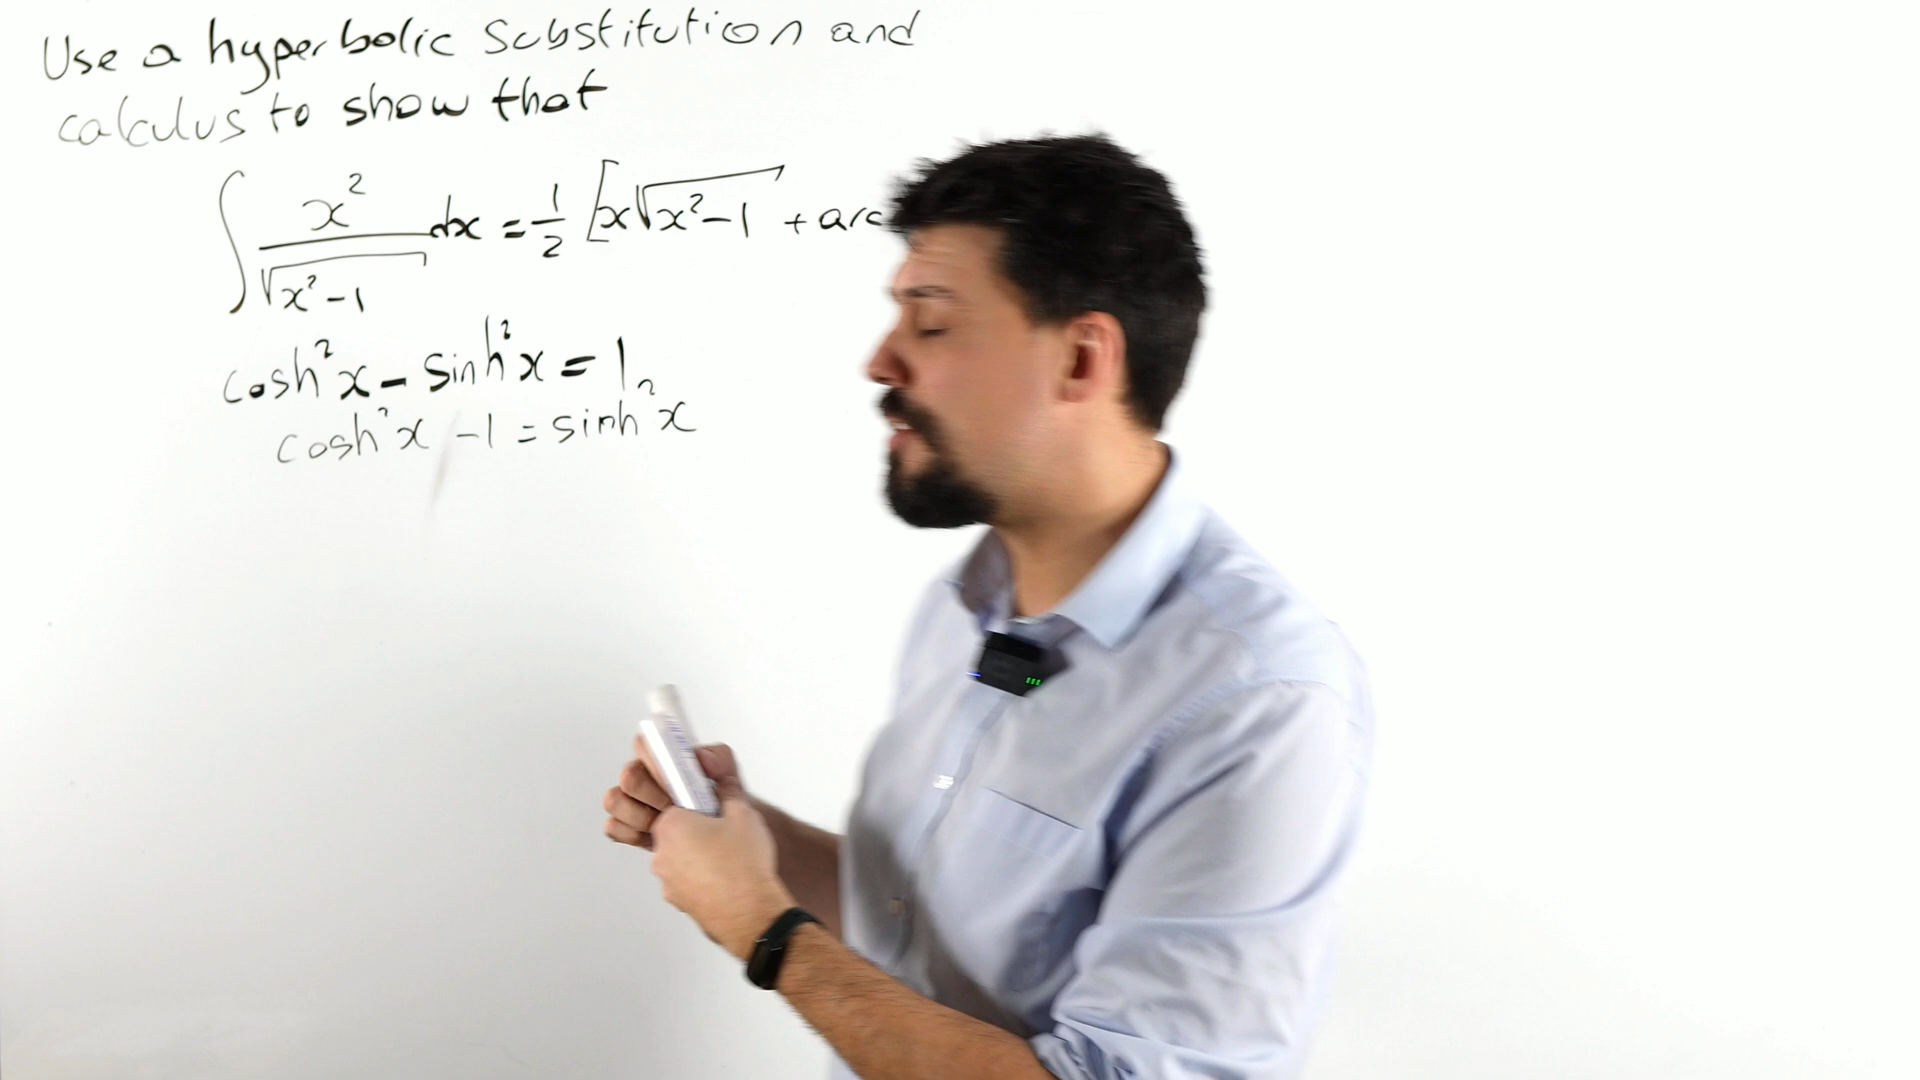 Use a hyperbolic substitution and
calculus to show that
∫ x²/√(x²-1) dx = 1/2 [x√(x²-1) + arc
cosh²x - sinh²x = 1
cosh²x - 1 = sinh²x